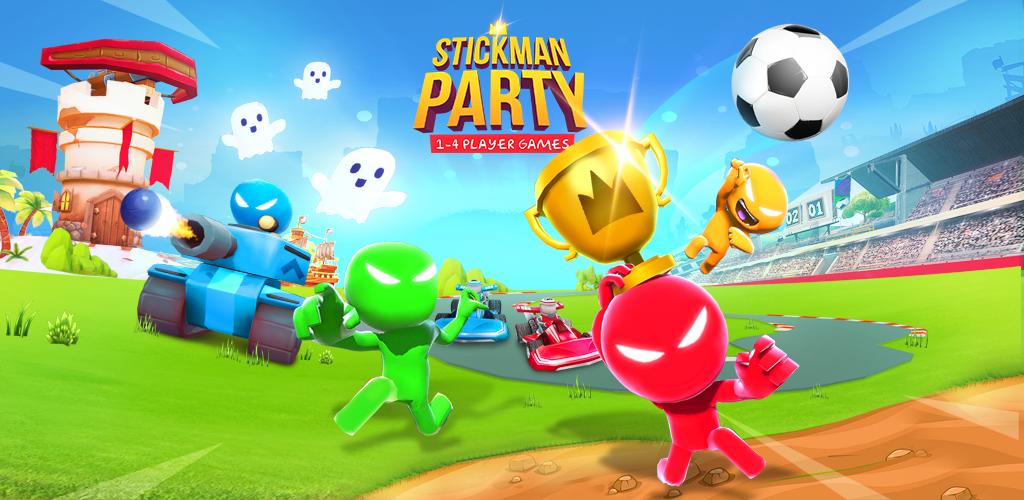 STICKMAN
PARTY
1-4 PLAYER GAMES
02 01